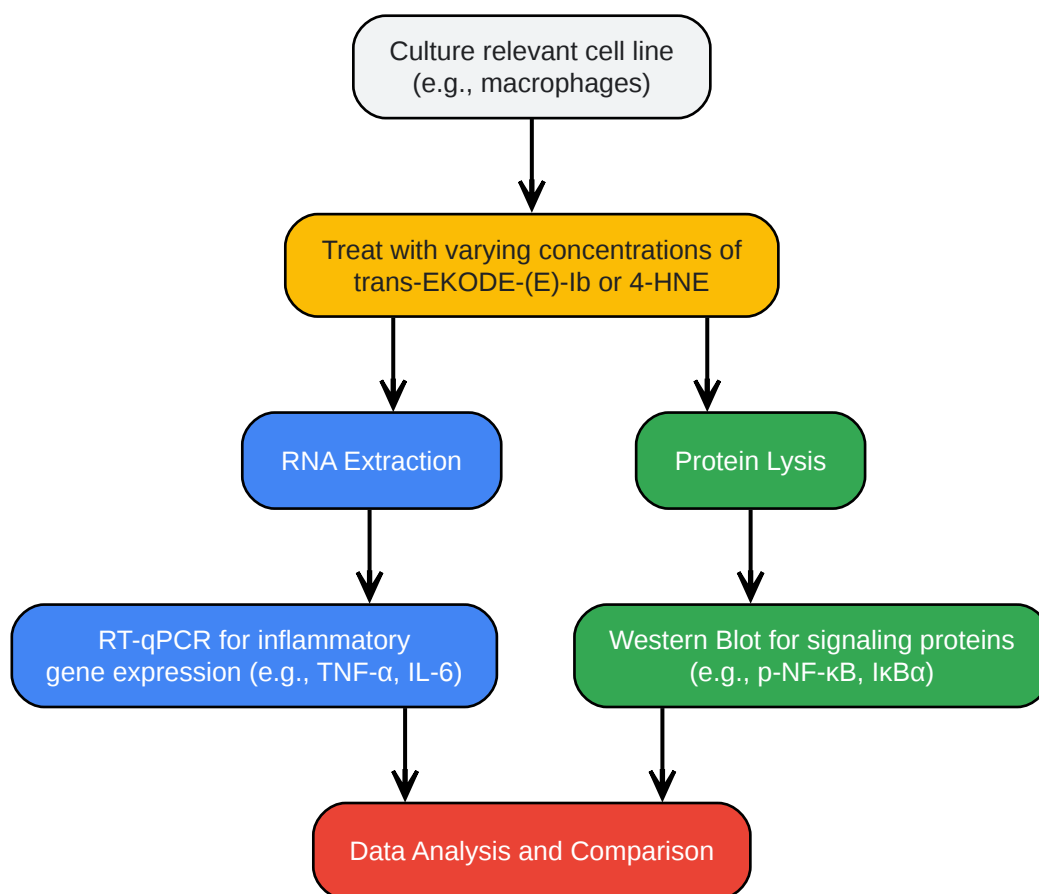 Culture relevant cell line
(e.g., macrophages)
Treat with varying concentrations of
trans-EKODE-(E)-Ib or 4-HNE
RNA Extraction
Protein Lysis
RT-qPCR for inflammatory
gene expression (e.g., TNF-α, IL-6)
Western Blot for signaling proteins
(e.g., p-NF-κB, IκBα)
Data Analysis and Comparison